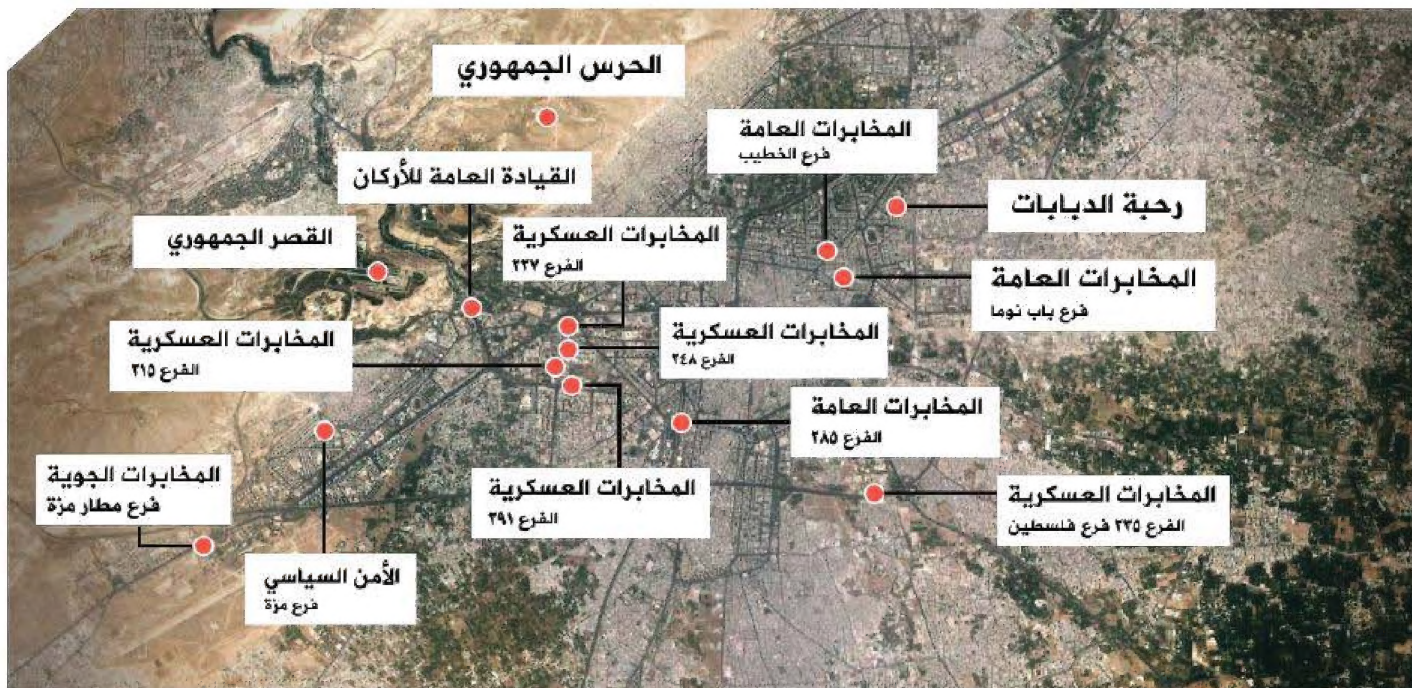 الحرس الجمهوري
المخابرات العامة
فرع الخطيب
القيادة العامة للأركان
رحبة الدبابات
القصر الجمهوري
المخابرات العسكرية
الفرع ٢٢٧
المخابرات العامة
فرع باب توما
المخابرات العسكرية
الفرع ٢٤٨
المخابرات العسكرية
الفرع ٢١٥
المخابرات العامة
الفرع ٢٨٥
المخابرات الجوية
فرع مطار مزة
المخابرات العسكرية
الفرع ٢٩١
المخابرات العسكرية
الفرع ٢٣٥ فرع فلسطين
الأمن السياسي
فرع مزة